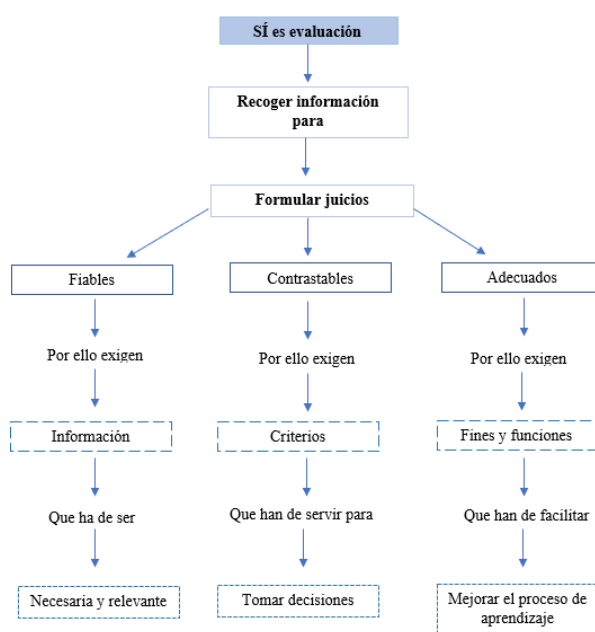 SÍ es evaluación
Recoger información
para
Formular juicios
Fiables
Contrastables
Adecuados
Por ello exigen
Por ello exigen
Por ello exigen
Información
Criterios
Fines y funciones
Que ha de ser
Que han de servir para
Que han de facilitar
Necesaria y relevante
Tomar decisiones
Mejorar el proceso de
aprendizaje